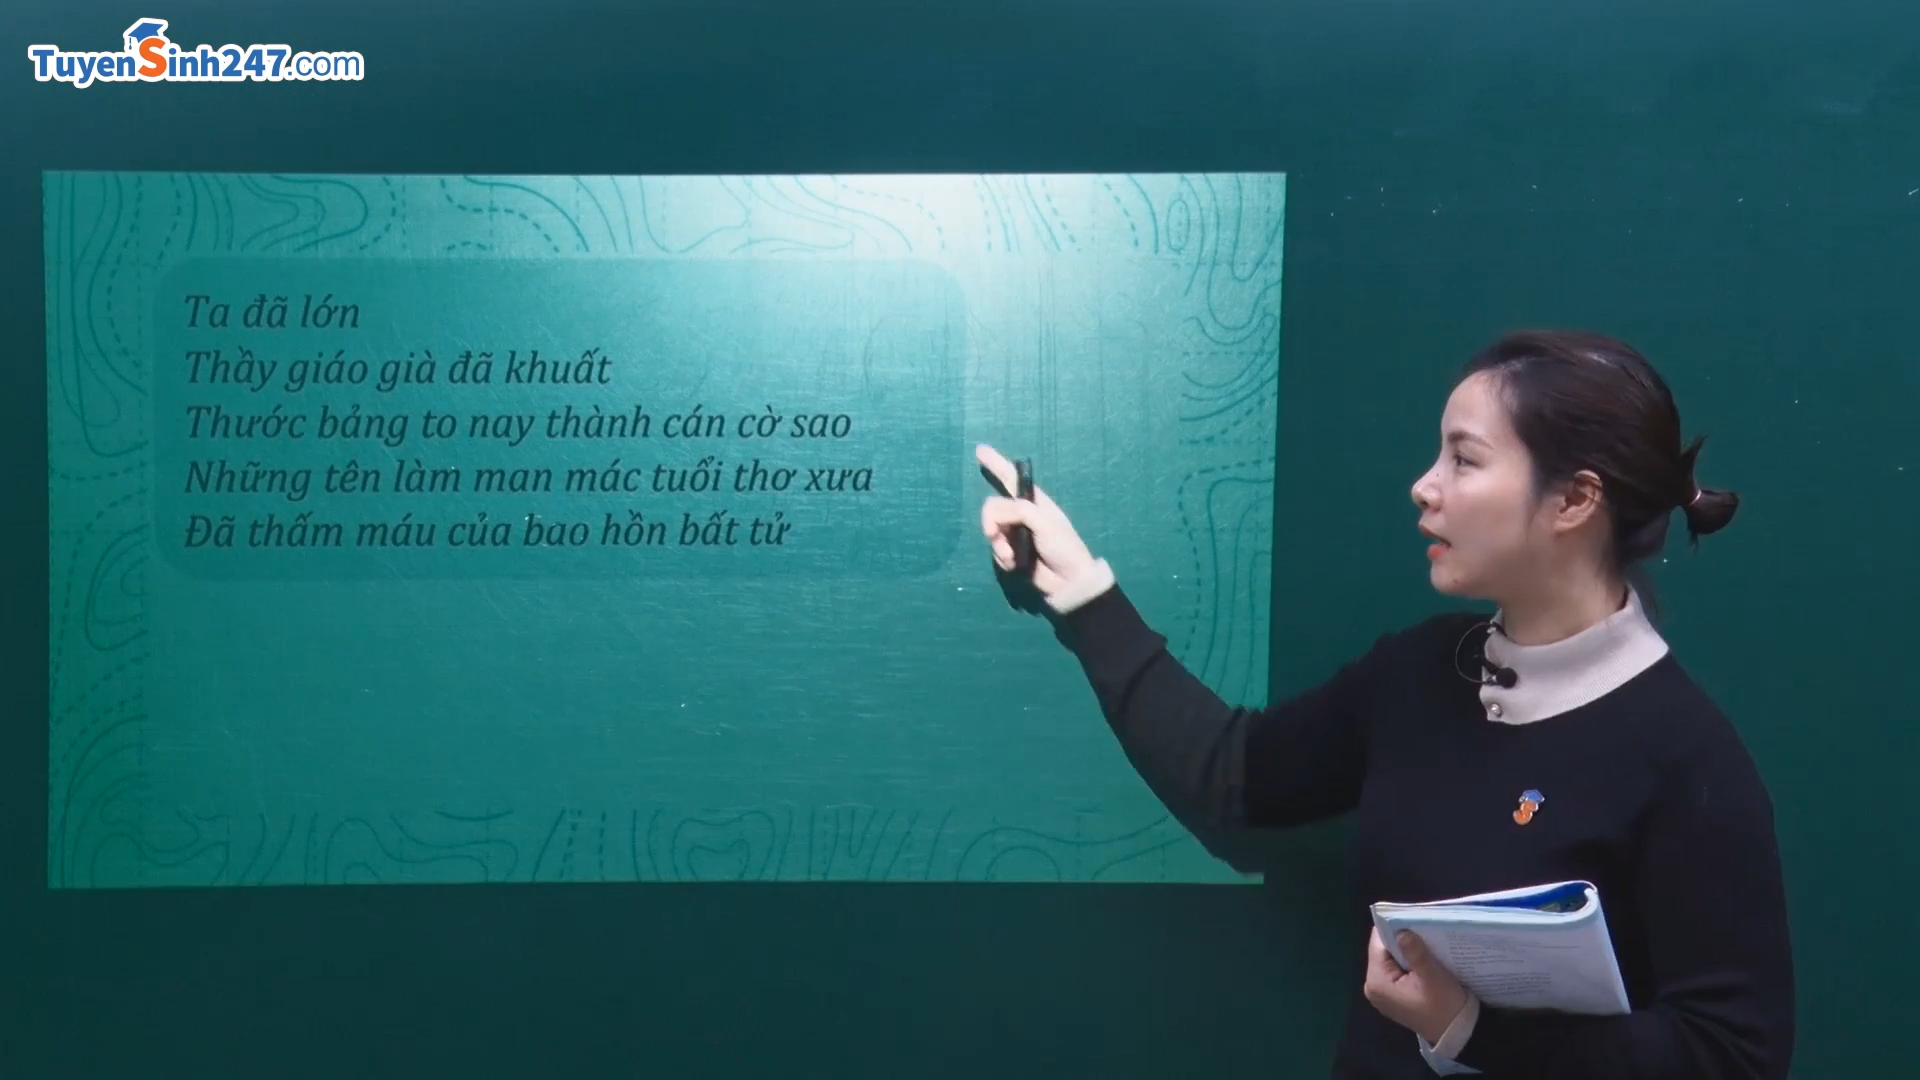 TuyenSinh247.com
Ta đã lớn
Thầy giáo già đã khuất
Thước bảng to nay thành cán cờ sao
Những tên làm man mác tuổi thơ xưa
Đã thấm máu của bao hồn bất tử